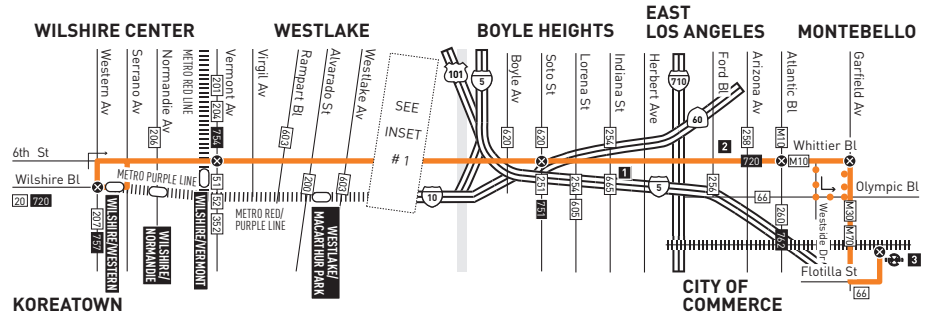 WILSHIRE CENTER
WESTLAKE
BOYLE HEIGHTS
EAST
LOS ANGELES
MONTEBELLO
Western Av
Serrano Av
Normandie Av
METRO RED LINE
Vermont Av
Virgil Av
Rampart Bl
Alvarado St
Westlake Av
SEE
INSET
# 1
101
5
Boyle Av
Soto St
Lorena St
Indiana St
Herbert Ave
710
Ford Bl
Arizona Av
Atlantic Bl
Garfield Av
60
201
204
754
206
603
620
620
254
258
M10
2
6th St
720
M10
Whittier Bl
Wilshire Bl
METRO PURPLE LINE
51
52
352
200
603
10
251
751
254
605
665
1
5
256
66
Olympic Bl
20
720
207
757
METRO RED/
PURPLE LINE
WILSHIRE/WESTERN
WILSHIRE/
NORMANDIE
WILSHIRE/VERMONT
WESTLAKE/
MACARTHUR PARK
260
762
Westside Dr
M30
M70
3
Flotilla St
66
KOREATOWN
CITY OF
COMMERCE